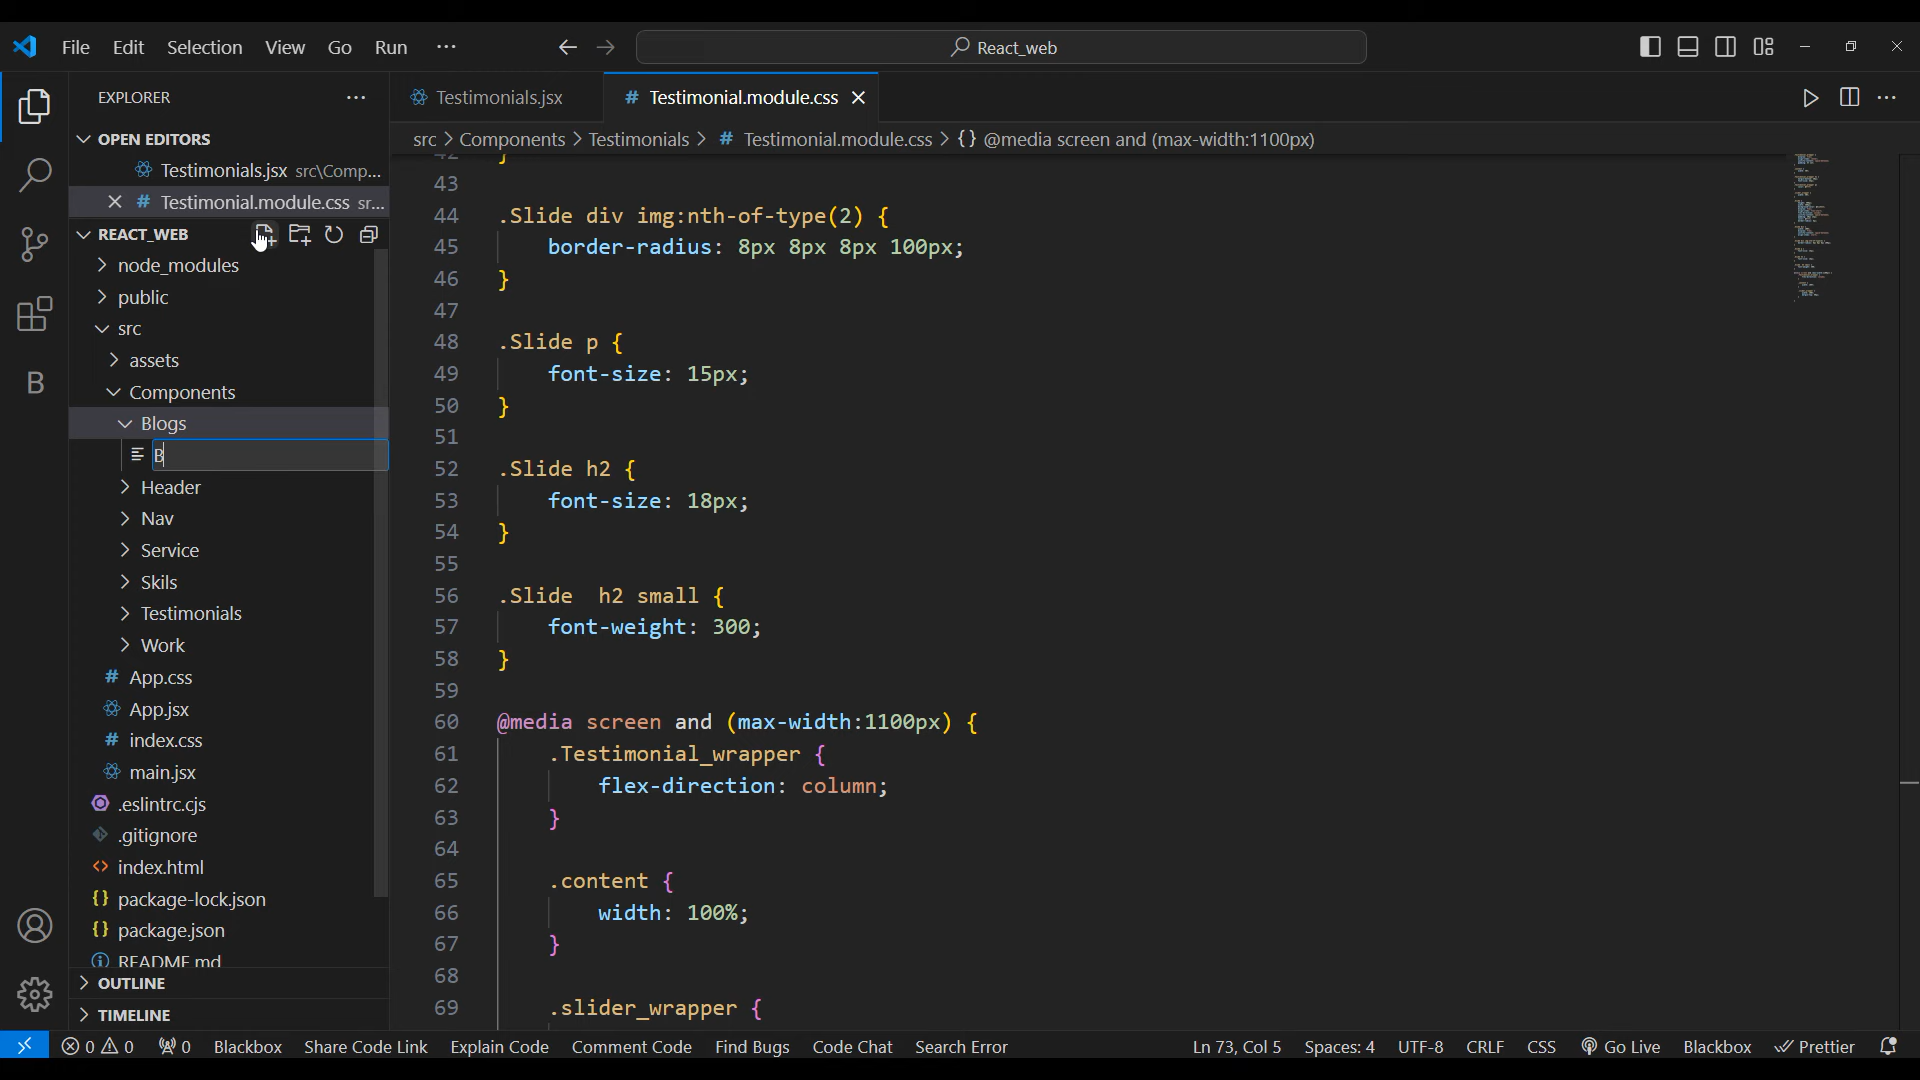 File Edit Selection View Go Run ···
React_web
EXPLORER ···
OPEN EDITORS
Testimonials.jsx src\Comp...
Testimonial.module.css sr...
REACT_WEB
node_modules
public
src
assets
Components
Blogs
B
Header
Nav
Service
Skils
Testimonials
Work
App.css
App.jsx
index.css
main.jsx
.eslintrc.cjs
.gitignore
index.html
package-lock.json
package.json
README.md
OUTLINE
TIMELINE
B
Testimonials.jsx # Testimonial.module.css
src > Components > Testimonials > # Testimonial.module.css > {} @media screen and (max-width:1100px)
42 }
43
44 .Slide div img:nth-of-type(2) {
45 border-radius: 8px 8px 8px 100px;
46 }
47
48 .Slide p {
49 font-size: 15px;
50 }
51
52 .Slide h2 {
53 font-size: 18px;
54 }
55
56 .Slide  h2 small {
57 font-weight: 300;
58 }
59
60 @media screen and (max-width:1100px) {
61 .Testimonial_wrapper {
62 flex-direction: column;
63 }
64
65 .content {
66 width: 100%;
67 }
68
69 .slider_wrapper {
0 0 0 Blackbox Share Code Link Explain Code Comment Code Find Bugs Code Chat Search Error Ln 73, Col 5 Spaces: 4 UTF-8 CRLF CSS Go Live Blackbox Prettier